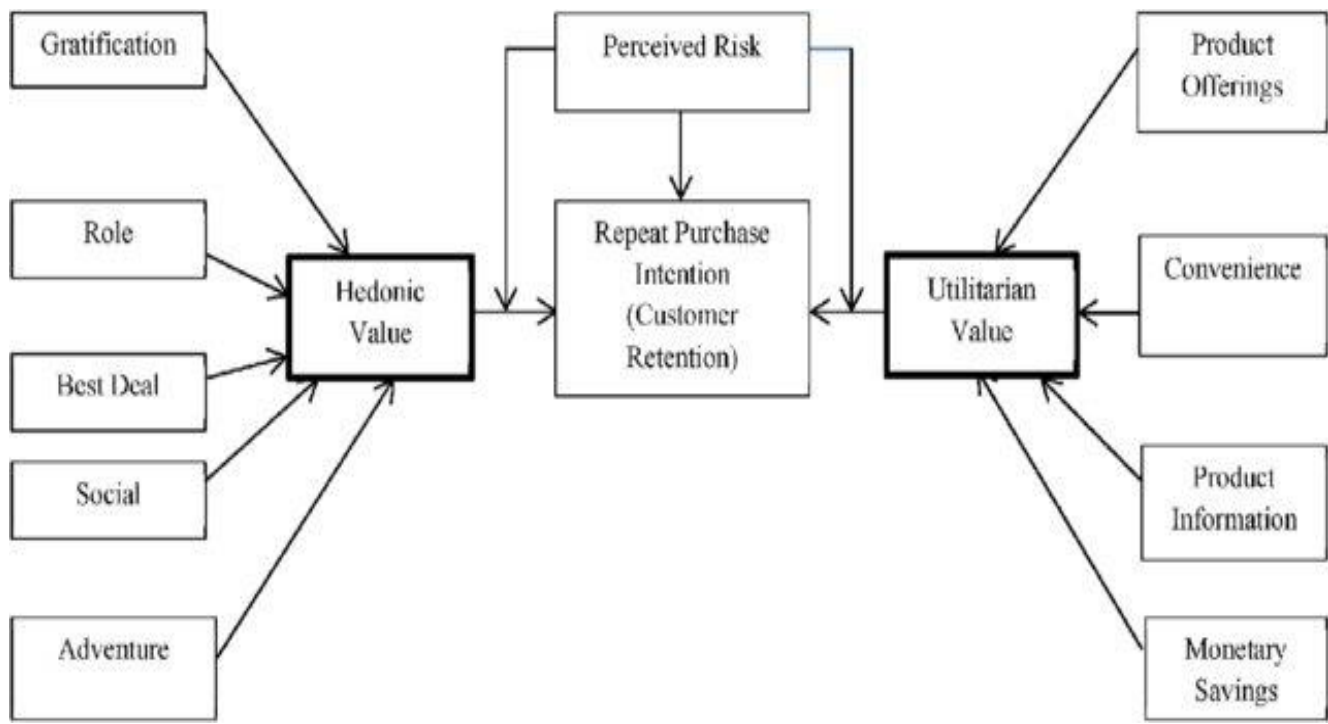 Gratification
Role
Best Deal
Social
Adventure
Hedonic
Value
Perceived Risk
Repeat Purchase
Intention
(Customer
Retention)
Utilitarian
Value
Product
Offerings
Convenience
Product
Information
Monetary
Savings